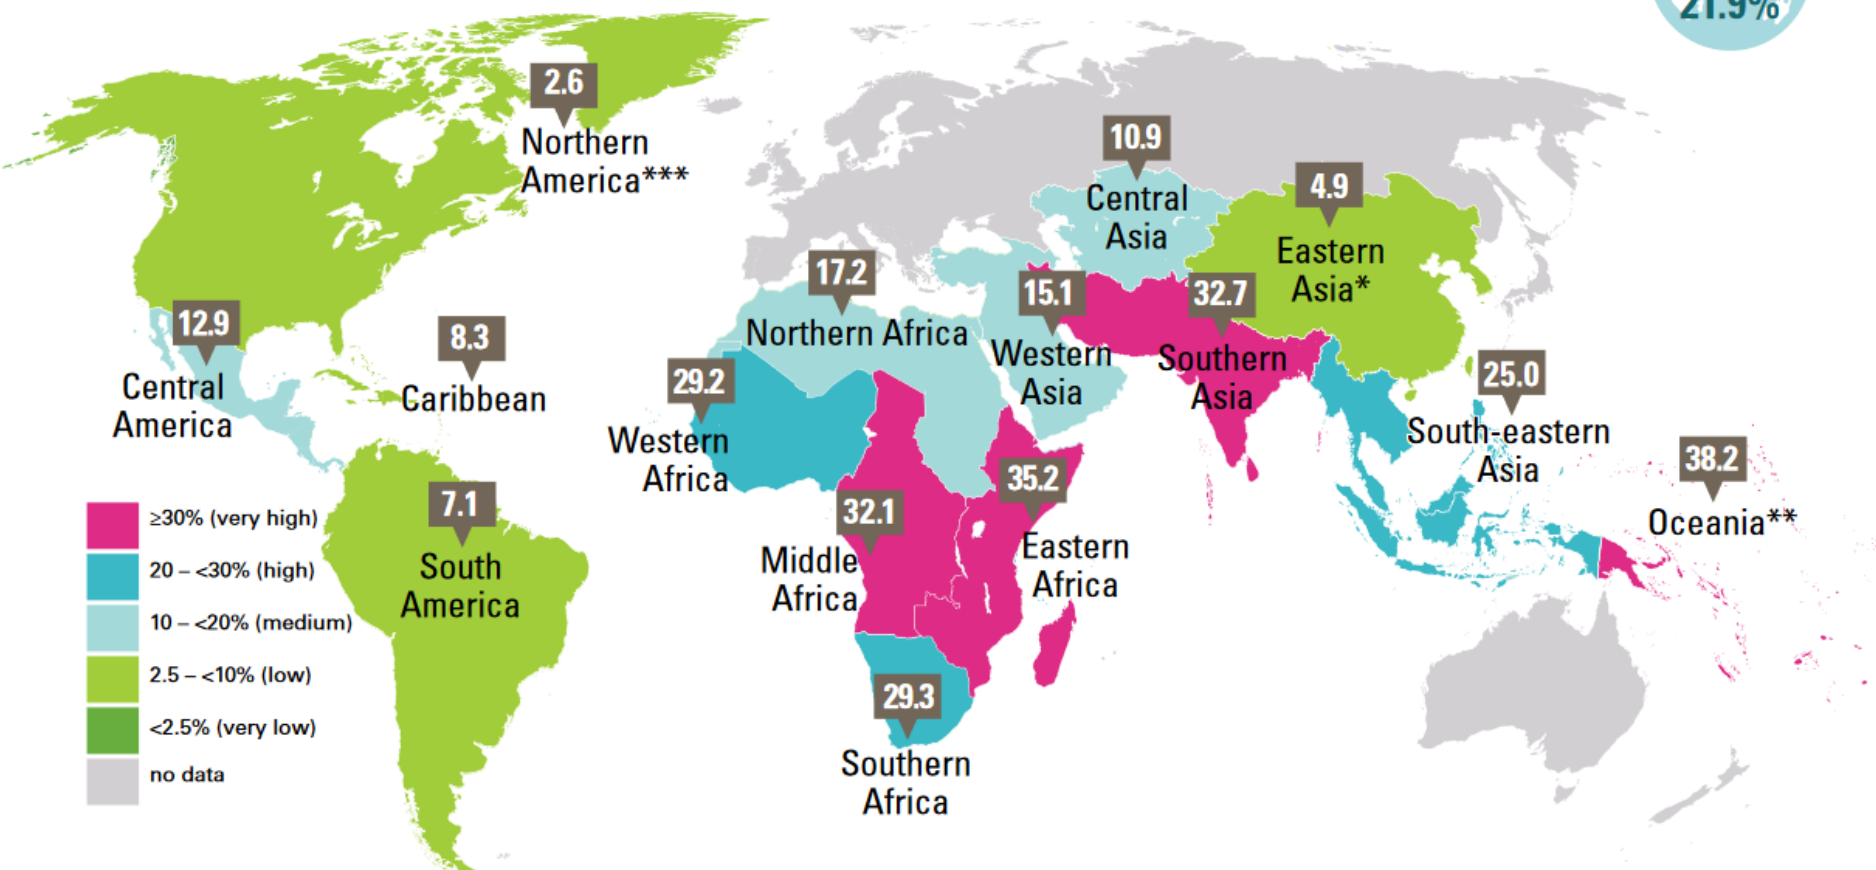 21.9%
2.6
Northern
America***
10.9
Central
Asia
4.9
Eastern
Asia*
17.2
Northern Africa
15.1
Western
Asia
32.7
Southern
Asia
12.9
Central
America
8.3
Caribbean
29.2
Western
Africa
25.0
South-eastern
Asia
38.2
Oceania**
7.1
South
America
32.1
Middle
Africa
35.2
Eastern
Africa
29.3
Southern
Africa
≥30% (very high)
20 – <30% (high)
10 – <20% (medium)
2.5 – <10% (low)
<2.5% (very low)
no data